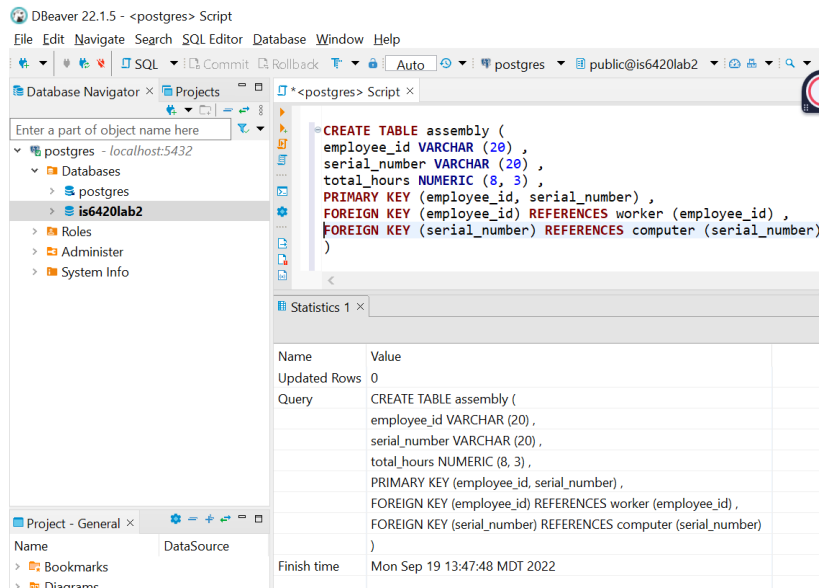 DBeaver 22.1.5 - <postgres> Script
File Edit Navigate Search SQL Editor Database Window Help
SQL Commit Rollback Auto postgres public@is6420lab2
Database Navigator Projects
*<postgres> Script
Enter a part of object name here
postgres - localhost:5432
Databases
postgres
is6420lab2
Roles
Administer
System Info
CREATE TABLE assembly (
employee_id VARCHAR (20) ,
serial_number VARCHAR (20) ,
total_hours NUMERIC (8, 3) ,
PRIMARY KEY (employee_id, serial_number) ,
FOREIGN KEY (employee_id) REFERENCES worker (employee_id) ,
FOREIGN KEY (serial_number) REFERENCES computer (serial_number)
)
Statistics 1
Name Value
Updated Rows 0
Query CREATE TABLE assembly (
employee_id VARCHAR (20) ,
serial_number VARCHAR (20) ,
total_hours NUMERIC (8, 3) ,
PRIMARY KEY (employee_id, serial_number) ,
FOREIGN KEY (employee_id) REFERENCES worker (employee_id) ,
FOREIGN KEY (serial_number) REFERENCES computer (serial_number)
)
Finish time Mon Sep 19 13:47:48 MDT 2022
Project - General
Name DataSource
Bookmarks
Diagrams